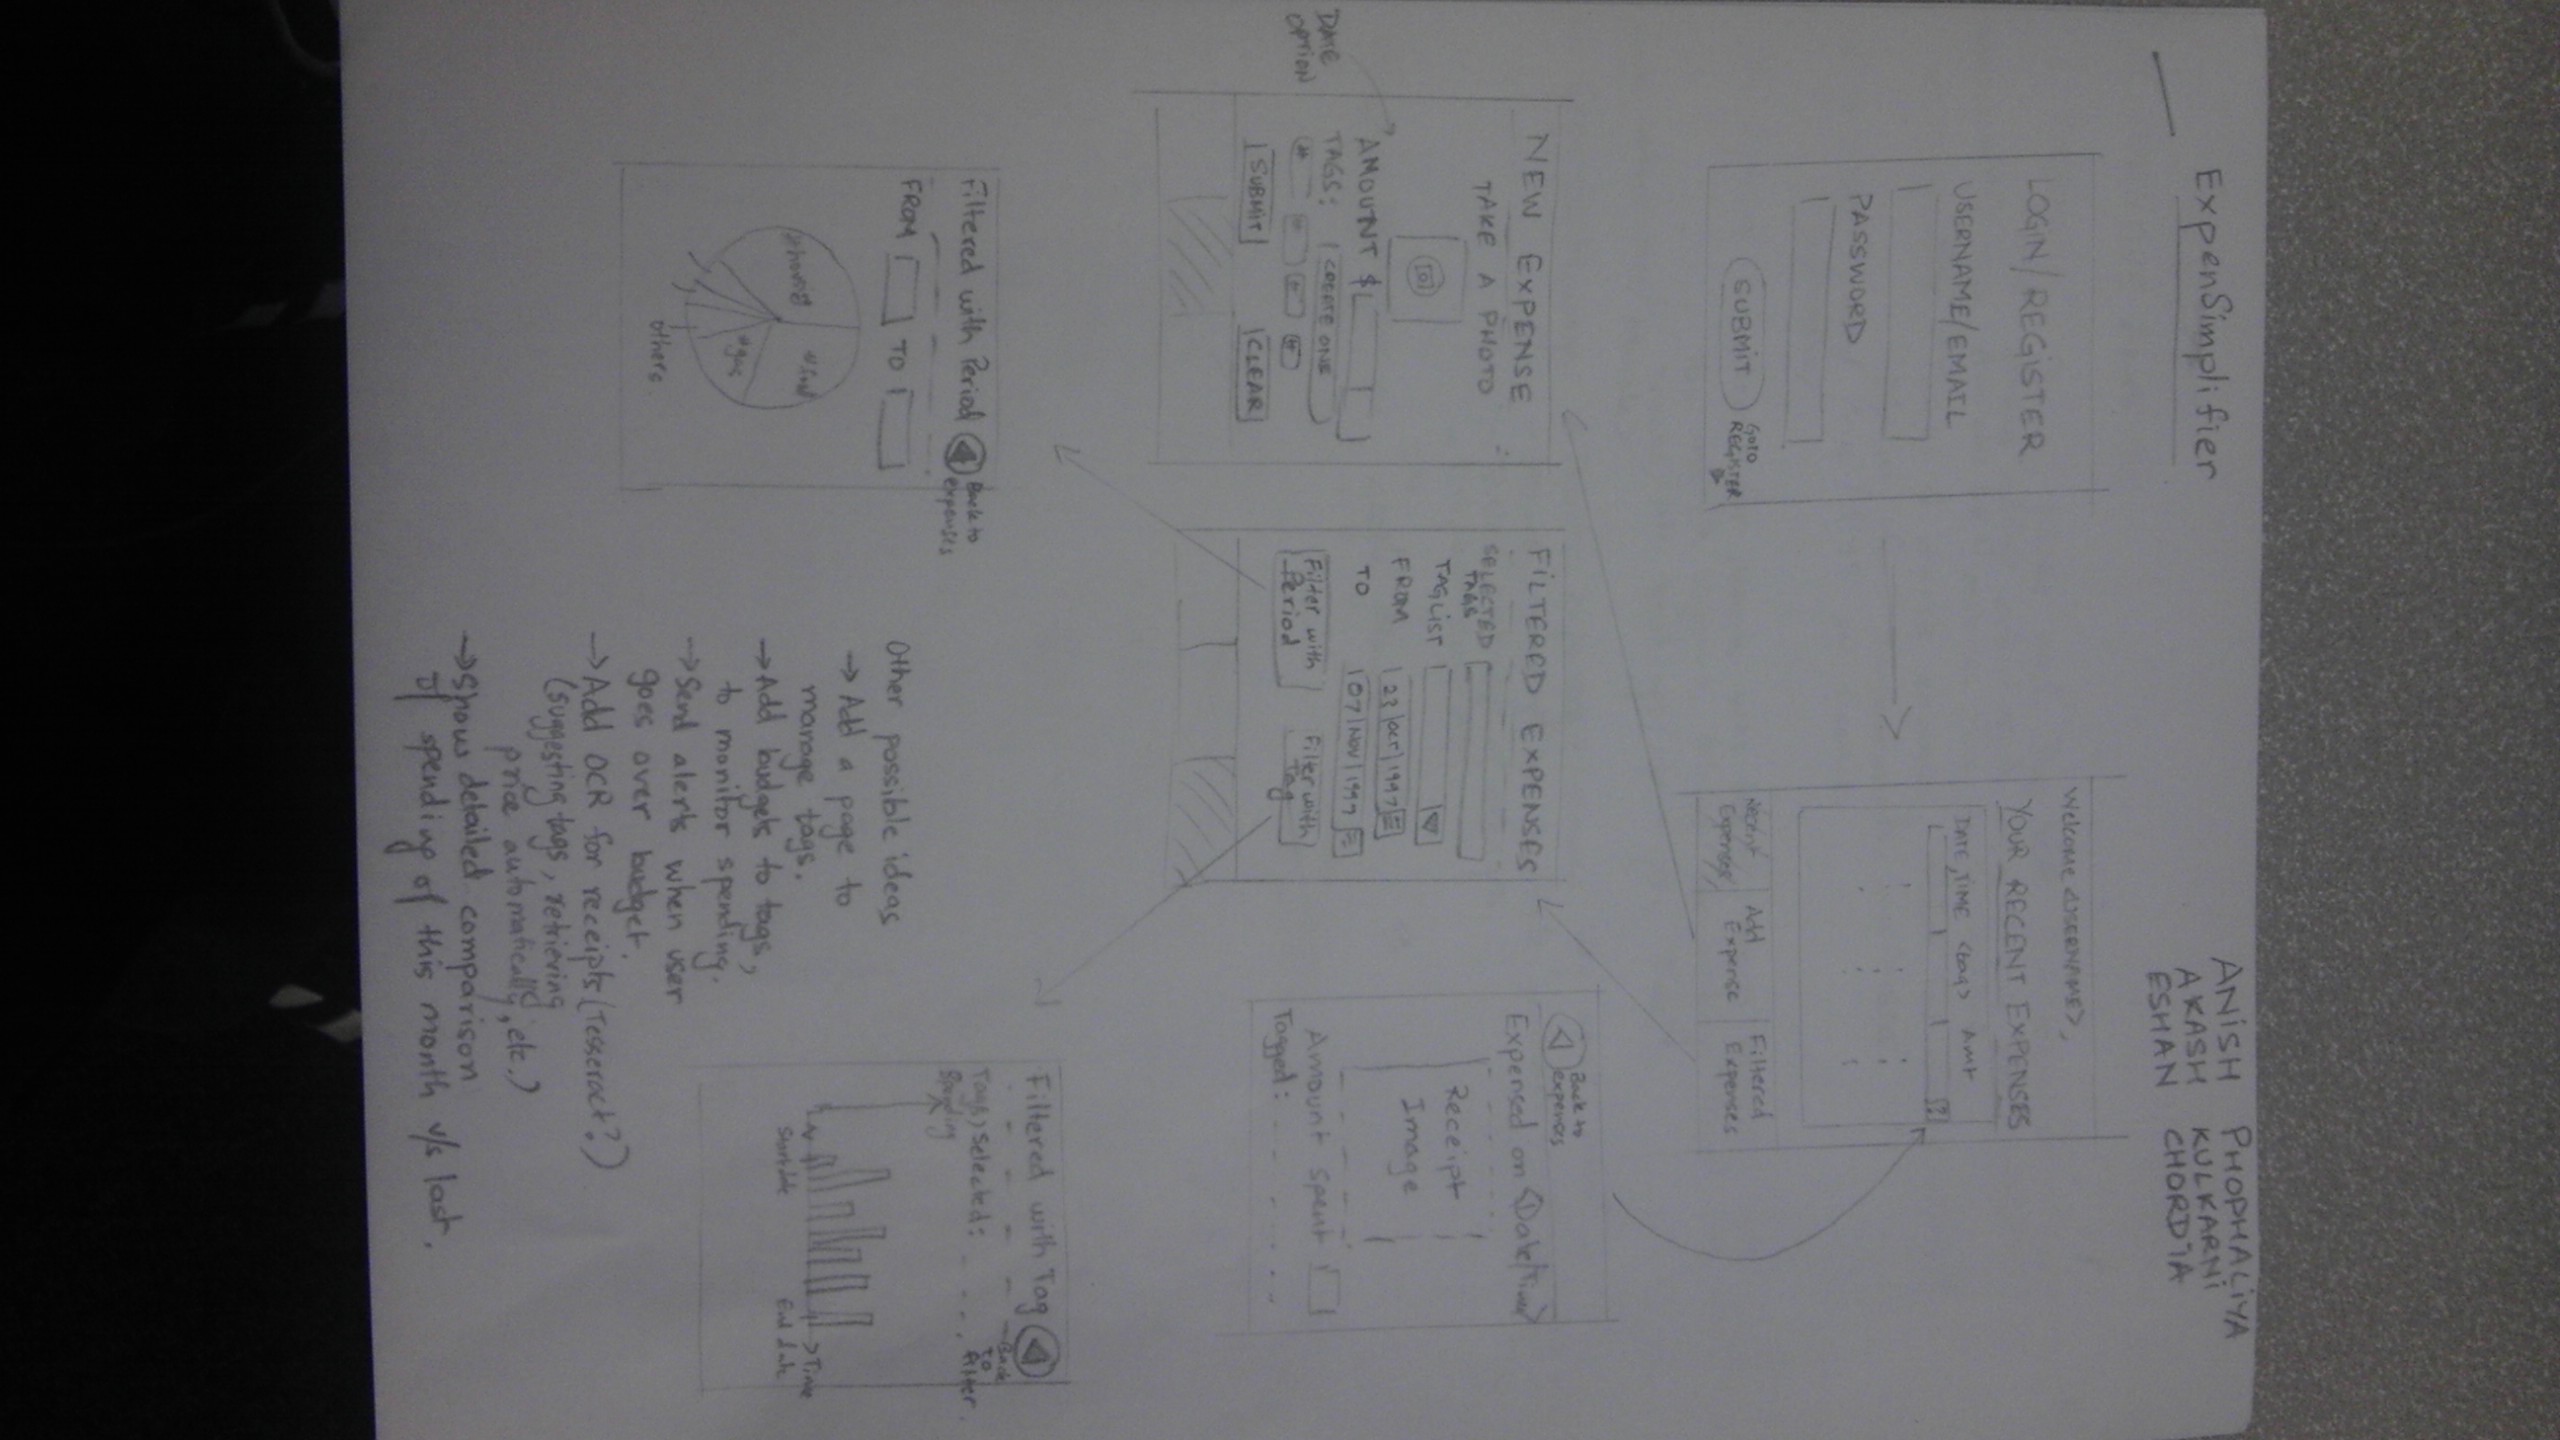 ExpenSimplifier
ANISH PHOPHALIYA
AKASH KULKARNI
ESHAN CHORDIA
LOGIN/REGISTER
USERNAME/EMAIL
PASSWORD
SUBMIT
GOTO
REGISTER
Welcome <USERNAME>,
YOUR RECENT EXPENSES
DATE, TIME <tag> Amt
Recent
Expenses
Add
Expense
Filtered
Expenses
DATE
OPTION
NEW EXPENSE
TAKE A PHOTO
AMOUNT $
TAGS: CREATE ONE
SUBMIT
CLEAR
FILTERED EXPENSES
SELECTED
TAGS
TAGLIST
FROM 23/OCT/1997
TO 07/NOV/1997
Filter with
Period
Filter with
Tag
Back to
expenses
Expensed on <Date/Time>
Receipt
Image
Amount Spent
Tagged:
Filtered with Period
Back to
expenses
FROM TO
#food
#gas
others
Other possible ideas
→ Add a page to
manage tags.
→ Add budgets to tags,
to monitor spending.
→ Send alerts when user
goes over budget.
→ Add OCR for receipts (Tesseract?)
(suggesting tags, retrieving
price automatically, etc.)
→ Shows detailed comparison
of spending of this month v/s last.
Filtered with Tag
Back
to
filter.
Tag(s) Selected:
Spending
Time
Start date
End date